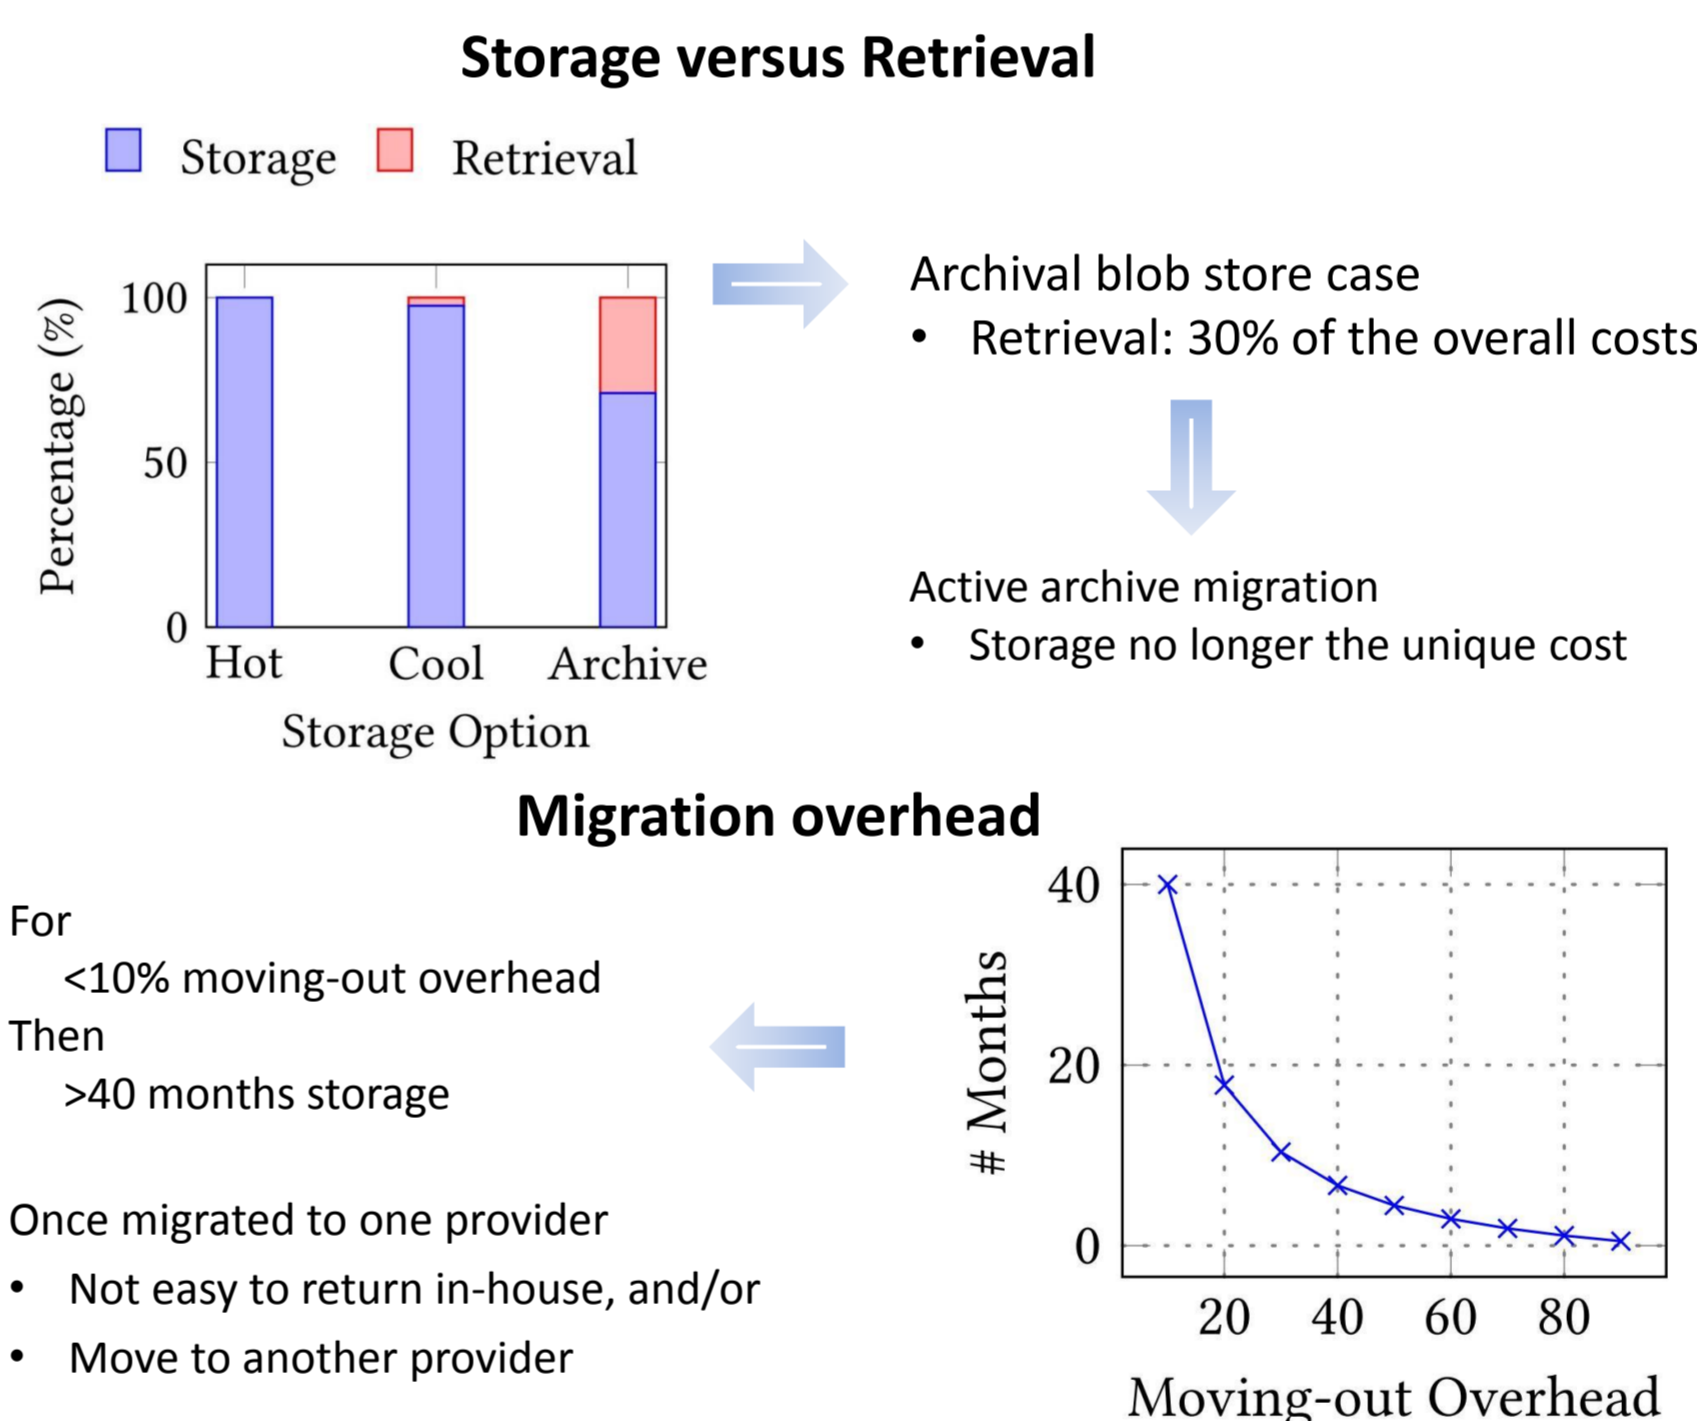 Storage versus Retrieval
Storage
Retrieval
Percentage (%)
100
50
0
Hot
Cool
Archive
Storage Option
Archival blob store case
• Retrieval: 30% of the overall costs
Active archive migration
• Storage no longer the unique cost
Migration overhead
For
<10% moving-out overhead
Then
>40 months storage
Once migrated to one provider
• Not easy to return in-house, and/or
• Move to another provider
# Months
40
20
0
20
40
60
80
Moving-out Overhead